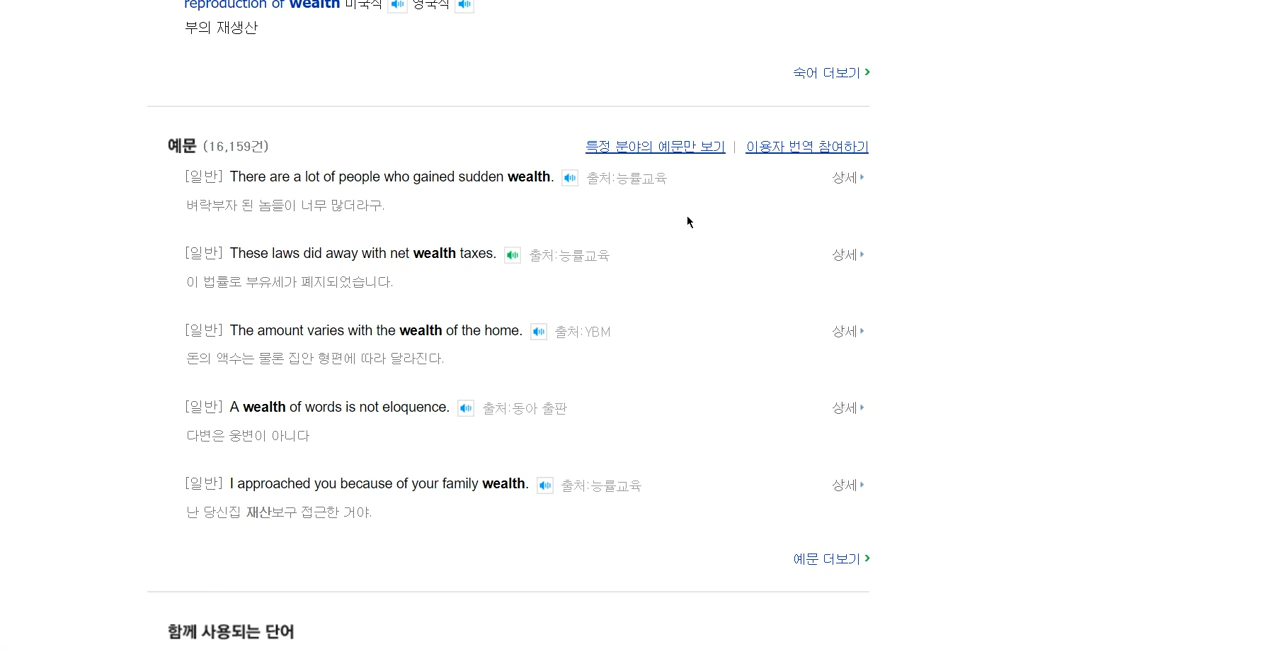 reproduction of wealth 미국식 영국식
부의 재생산
숙어 더보기
예문 (16,159건) 특정 분야의 예문만 보기 | 이용자 번역 참여하기
[일반] There are a lot of people who gained sudden wealth. 출처:능률교육 상세
벼락부자 된 놈들이 너무 많더라구.
[일반] These laws did away with net wealth taxes. 출처:능률교육 상세
이 법률로 부유세가 폐지되었습니다.
[일반] The amount varies with the wealth of the home. 출처:YBM 상세
돈의 액수는 물론 집안 형편에 따라 달라진다.
[일반] A wealth of words is not eloquence. 출처:동아 출판 상세
다변은 웅변이 아니다
[일반] I approached you because of your family wealth. 출처:능률교육 상세
난 당신집 재산보구 접근한 거야.
예문 더보기
함께 사용되는 단어